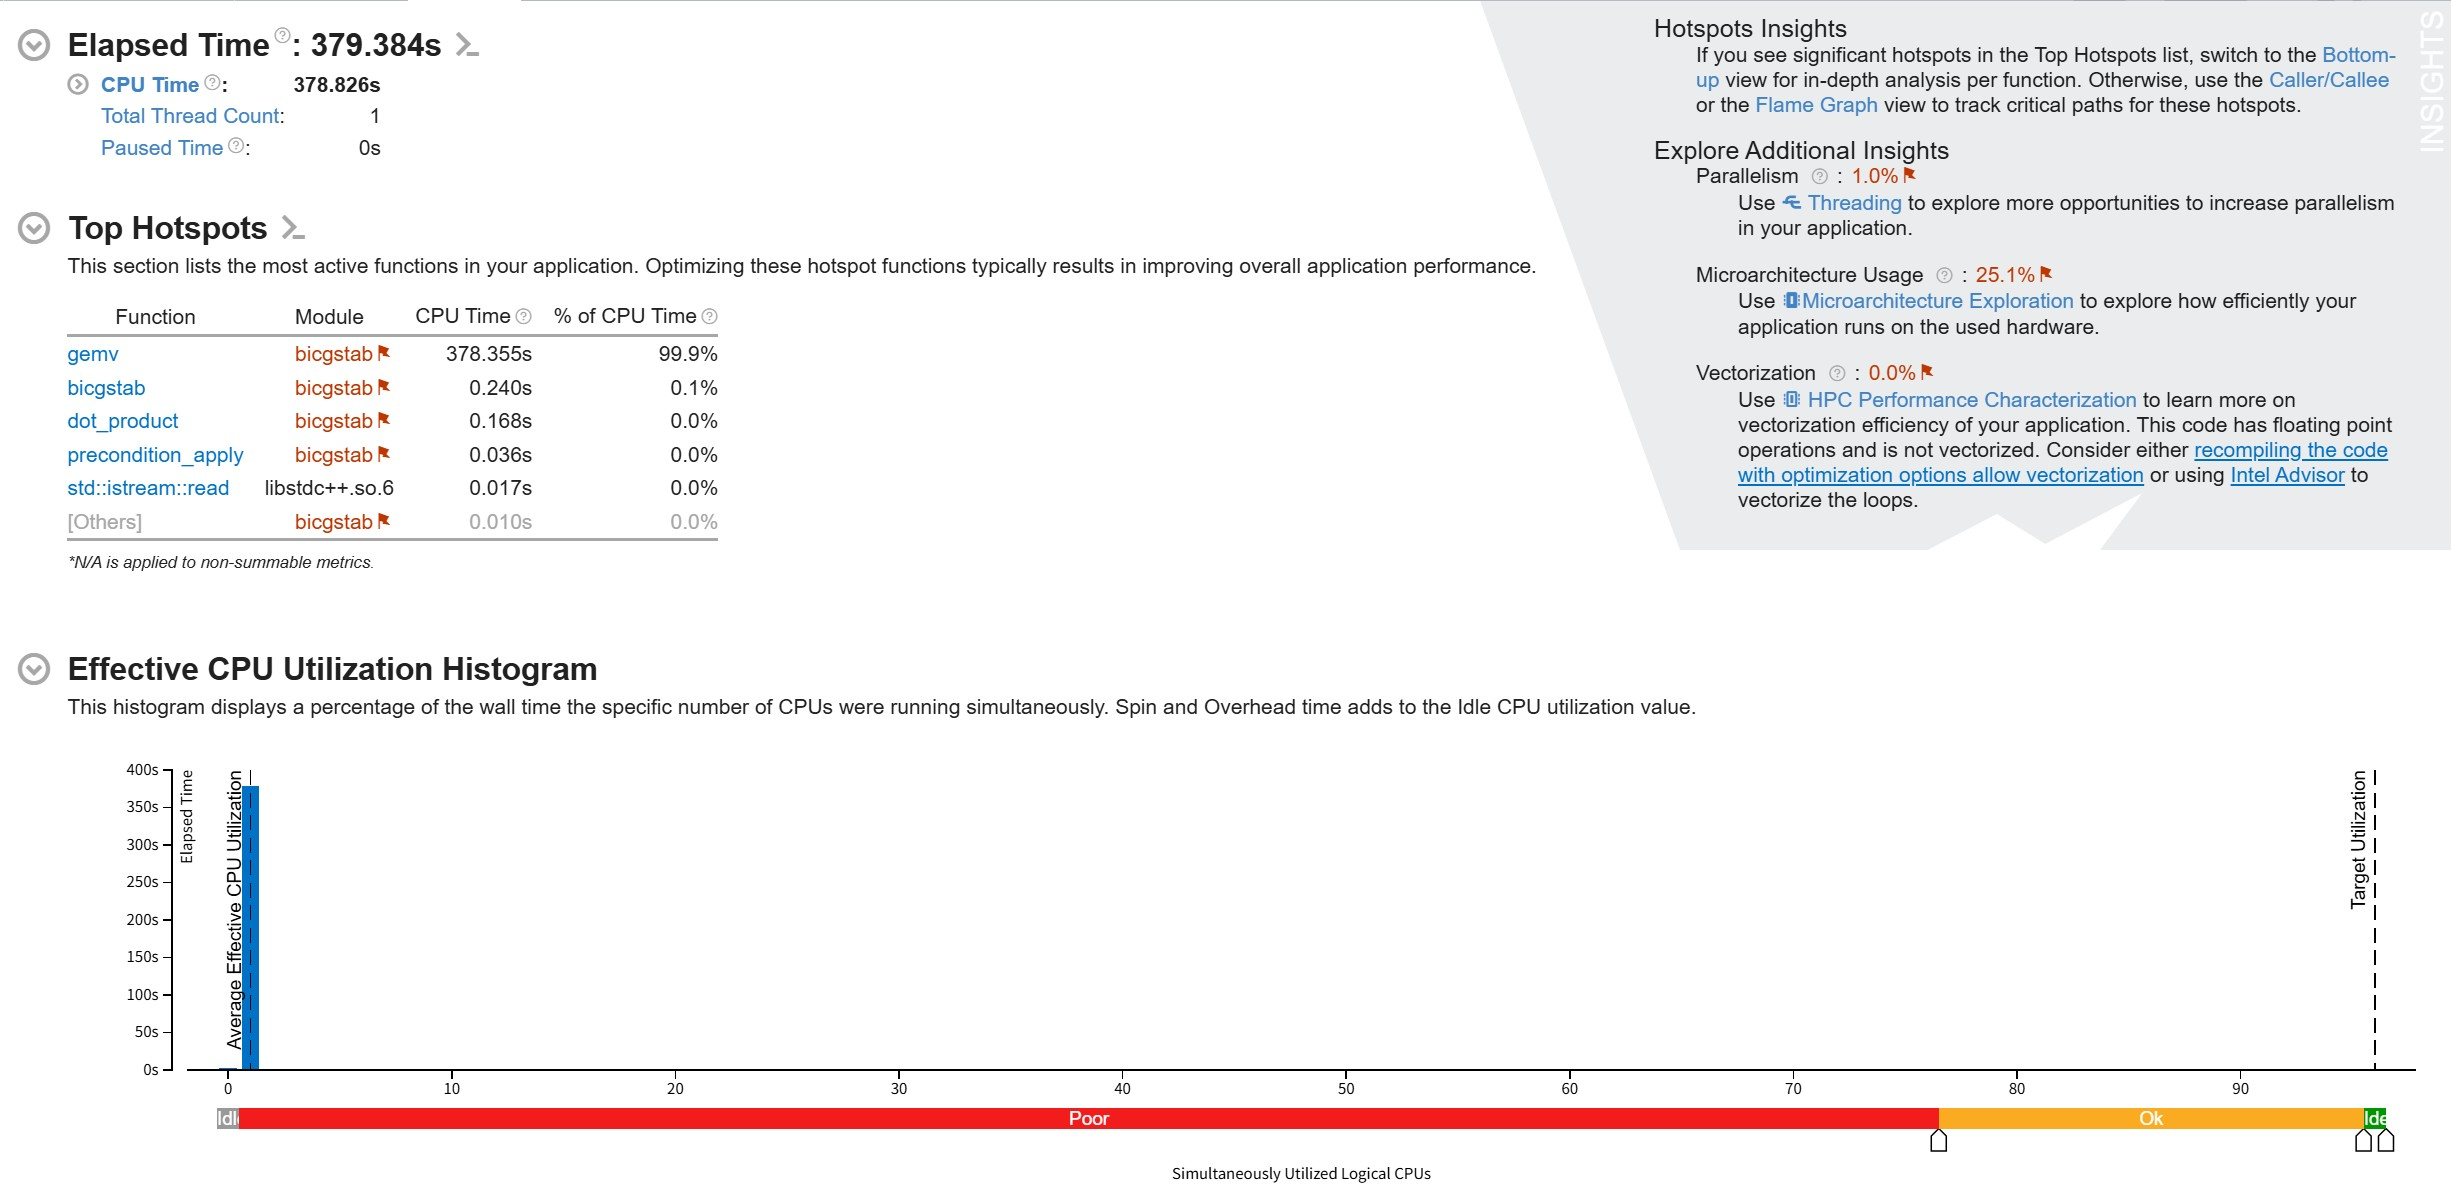 Elapsed Time: 379.384s
CPU Time: 378.826s
Total Thread Count: 1
Paused Time: 0s
Top Hotspots
This section lists the most active functions in your application. Optimizing these hotspot functions typically results in improving overall application performance.
Function Module CPU Time % of CPU Time
gemv bicgstab 378.355s 99.9%
bicgstab bicgstab 0.240s 0.1%
dot_product bicgstab 0.168s 0.0%
precondition_apply bicgstab 0.036s 0.0%
std::istream::read libstdc++.so.6 0.017s 0.0%
[Others] bicgstab 0.010s 0.0%
*N/A is applied to non-summable metrics.
Hotspots Insights
If you see significant hotspots in the Top Hotspots list, switch to the Bottom-
up view for in-depth analysis per function. Otherwise, use the Caller/Callee
or the Flame Graph view to track critical paths for these hotspots.
Explore Additional Insights
Parallelism : 1.0%
Use Threading to explore more opportunities to increase parallelism
in your application.
Microarchitecture Usage : 25.1%
Use Microarchitecture Exploration to explore how efficiently your
application runs on the used hardware.
Vectorization : 0.0%
Use HPC Performance Characterization to learn more on
vectorization efficiency of your application. This code has floating point
operations and is not vectorized. Consider either recompiling the code
with optimization options allow vectorization or using Intel Advisor to
vectorize the loops.
INSIGHTS
Effective CPU Utilization Histogram
This histogram displays a percentage of the wall time the specific number of CPUs were running simultaneously. Spin and Overhead time adds to the Idle CPU utilization value.
400s
350s
300s
250s
200s
150s
100s
50s
0s
Elapsed Time
Average Effective CPU Utilization
Target Utilization
0 10 20 30 40 50 60 70 80 90
Idl Poor Ok Ide
Simultaneously Utilized Logical CPUs